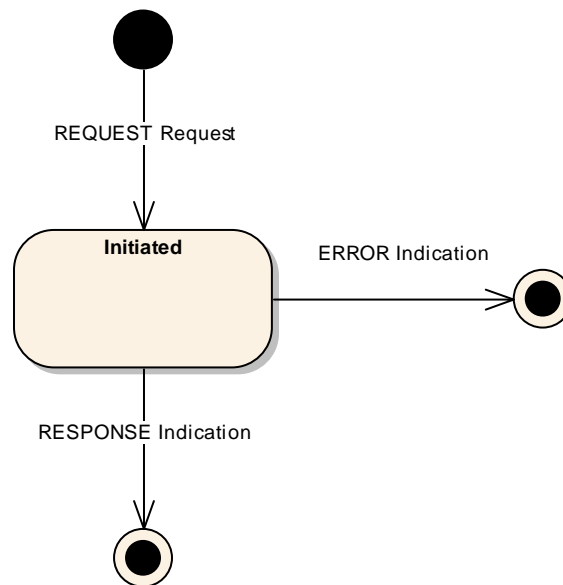 REQUEST Request
Initiated
ERROR Indication
RESPONSE Indication